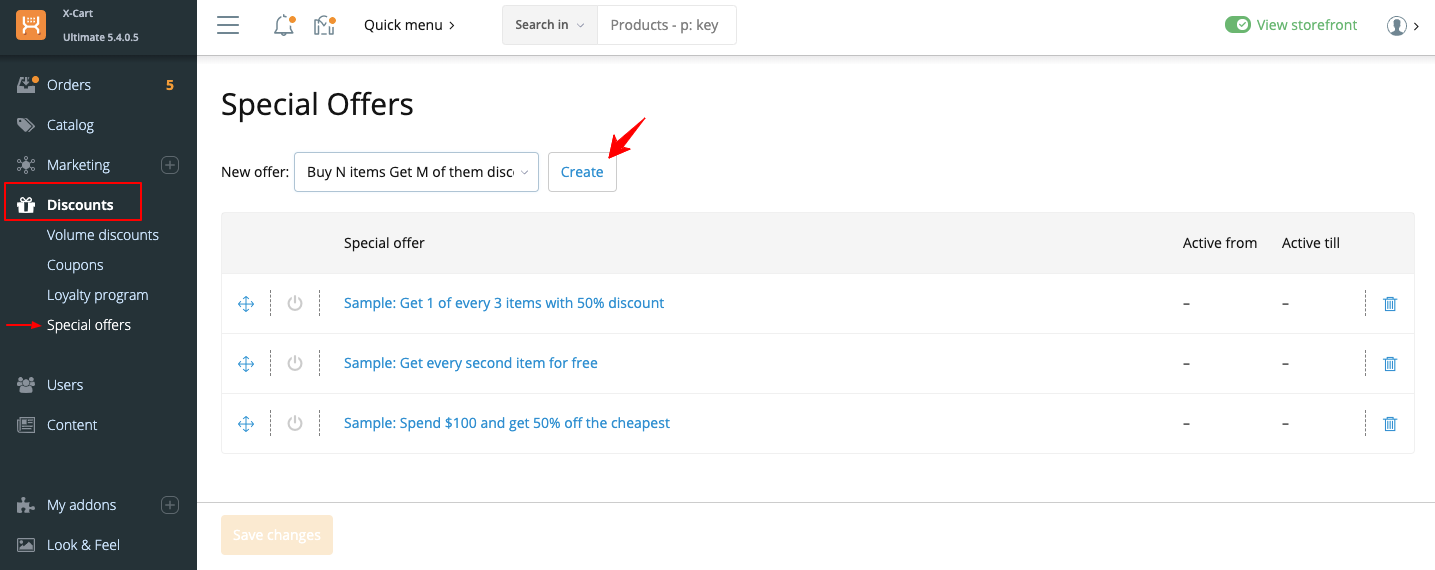 X-Cart
Ultimate 5.4.0.5
Quick menu
Search in
Products - p: key
View storefront
Orders 5
Catalog
Marketing
Discounts
Volume discounts
Coupons
Loyalty program
Special offers
Users
Content
My addons
Look & Feel
Special Offers
New offer: Buy N items Get M of them disc Create
Special offer Active from Active till
Sample: Get 1 of every 3 items with 50% discount – –
Sample: Get every second item for free – –
Sample: Spend $100 and get 50% off the cheapest – –
Save changes